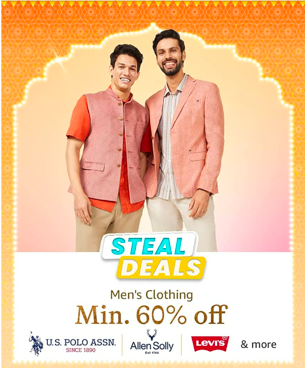 STEAL
DEALS
Men's Clothing
Min. 60% off
U.S. POLO ASSN. Allen Solly LEVI'S & more
SINCE 1890